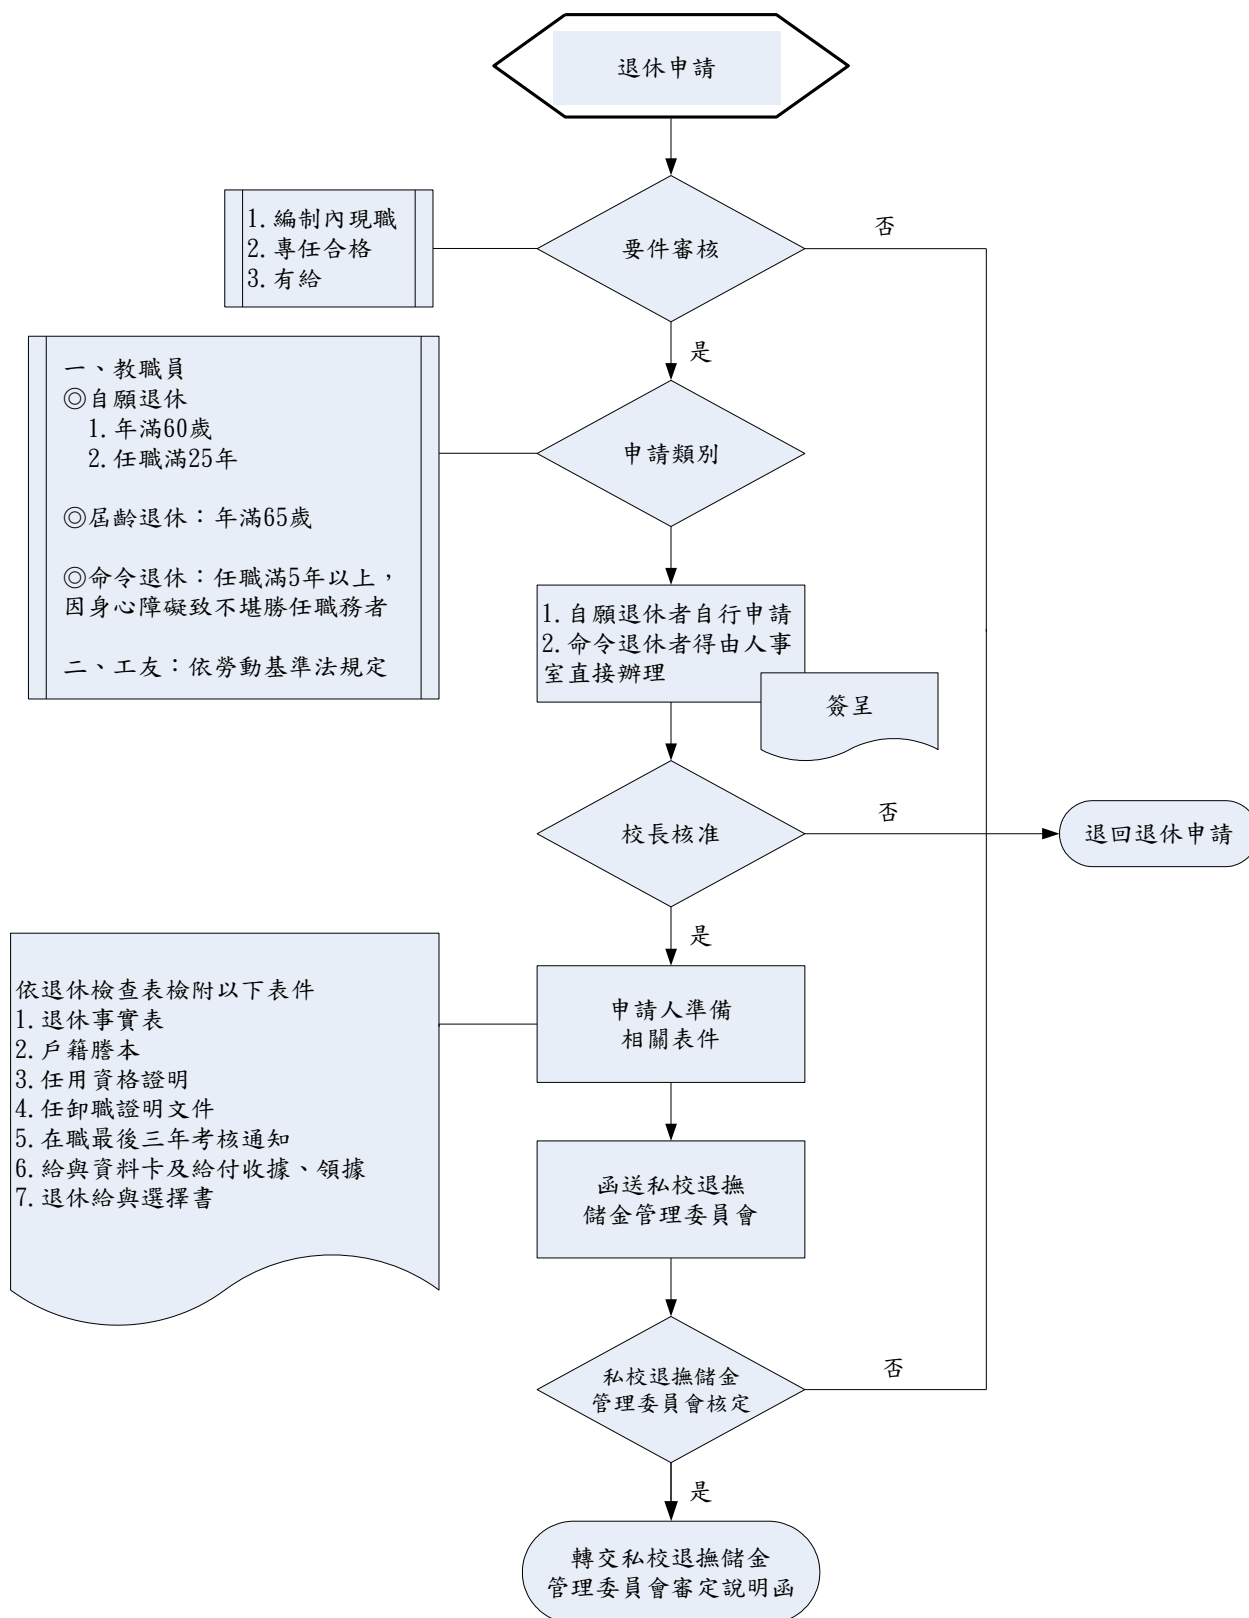 退休申請
1.編制內現職
2.專任合格
3.有給
要件審核
否
是
一、教職員
◎自願退休
1.年滿60歲
2.任職滿25年
◎屆齡退休：年滿65歲
◎命令退休：任職滿5年以上，
因身心障礙致不堪勝任職務者
二、工友：依勞動基準法規定
申請類別
1.自願退休者自行申請
2.命令退休者得由人事
室直接辦理
簽呈
校長核准
否
退回退休申請
是
依退休檢查表檢附以下表件
1.退休事實表
2.戶籍謄本
3.任用資格證明
4.任卸職證明文件
5.在職最後三年考核通知
6.給與資料卡及給付收據、領據
7.退休給與選擇書
申請人準備
相關表件
函送私校退撫
儲金管理委員會
私校退撫儲金
管理委員會核定
否
是
轉交私校退撫儲金
管理委員會審定說明函